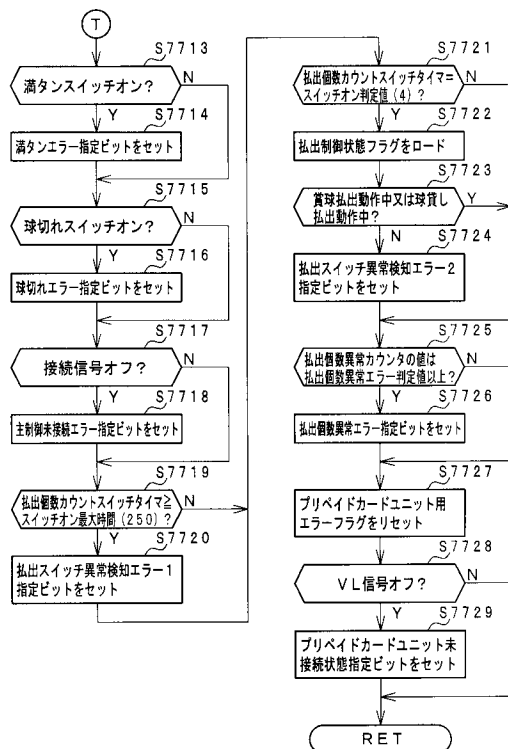 T
S7713
満タンスイッチオン?
N
Y
S7714
満タンエラー指定ビットをセット
S7715
球切れスイッチオン?
N
Y
S7716
球切れエラー指定ビットをセット
S7717
接続信号オフ?
N
Y
S7718
主制御未接続エラー指定ビットをセット
S7719
払出個数カウントスイッチタイマ≧
スイッチオン最大時間(250)?
N
Y
S7720
払出スイッチ異常検知エラー1
指定ビットをセット
S7721
払出個数カウントスイッチタイマ=
スイッチオン判定値(4)?
N
Y
S7722
払出制御状態フラグをロード
S7723
賞球払出動作中又は球貸し
払出動作中?
Y
N
S7724
払出スイッチ異常検知エラー2
指定ビットをセット
S7725
払出個数異常カウンタの値は
払出個数異常エラー判定値以上?
N
Y
S7726
払出個数異常エラー指定ビットをセット
S7727
プリペイドカードユニット用
エラーフラグをリセット
S7728
VL信号オフ?
N
Y
S7729
プリペイドカードユニット未
接続状態指定ビットをセット
RET